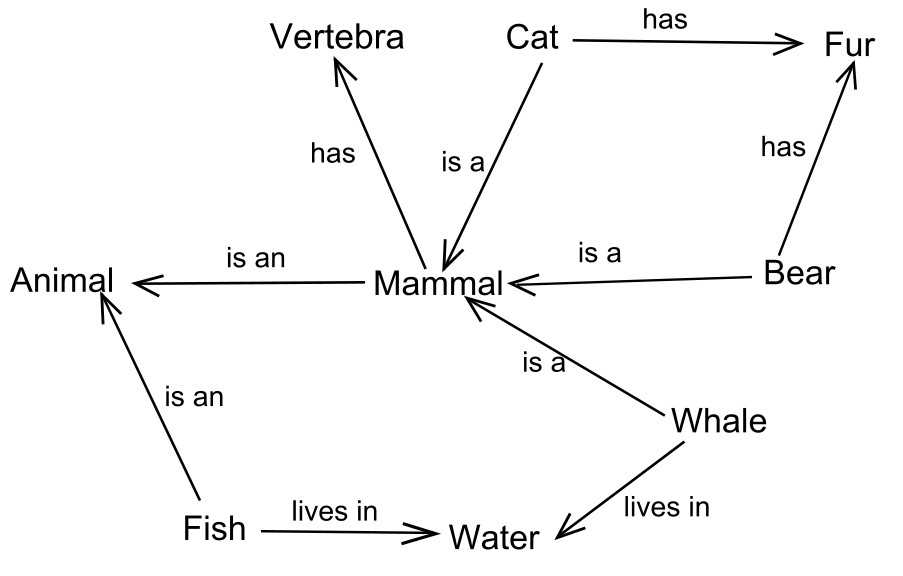 Vertebra
Cat
has
Fur
has
is a
has
Animal
is an
Mammal
is a
Bear
is an
is a
Whale
Fish
lives in
Water
lives in